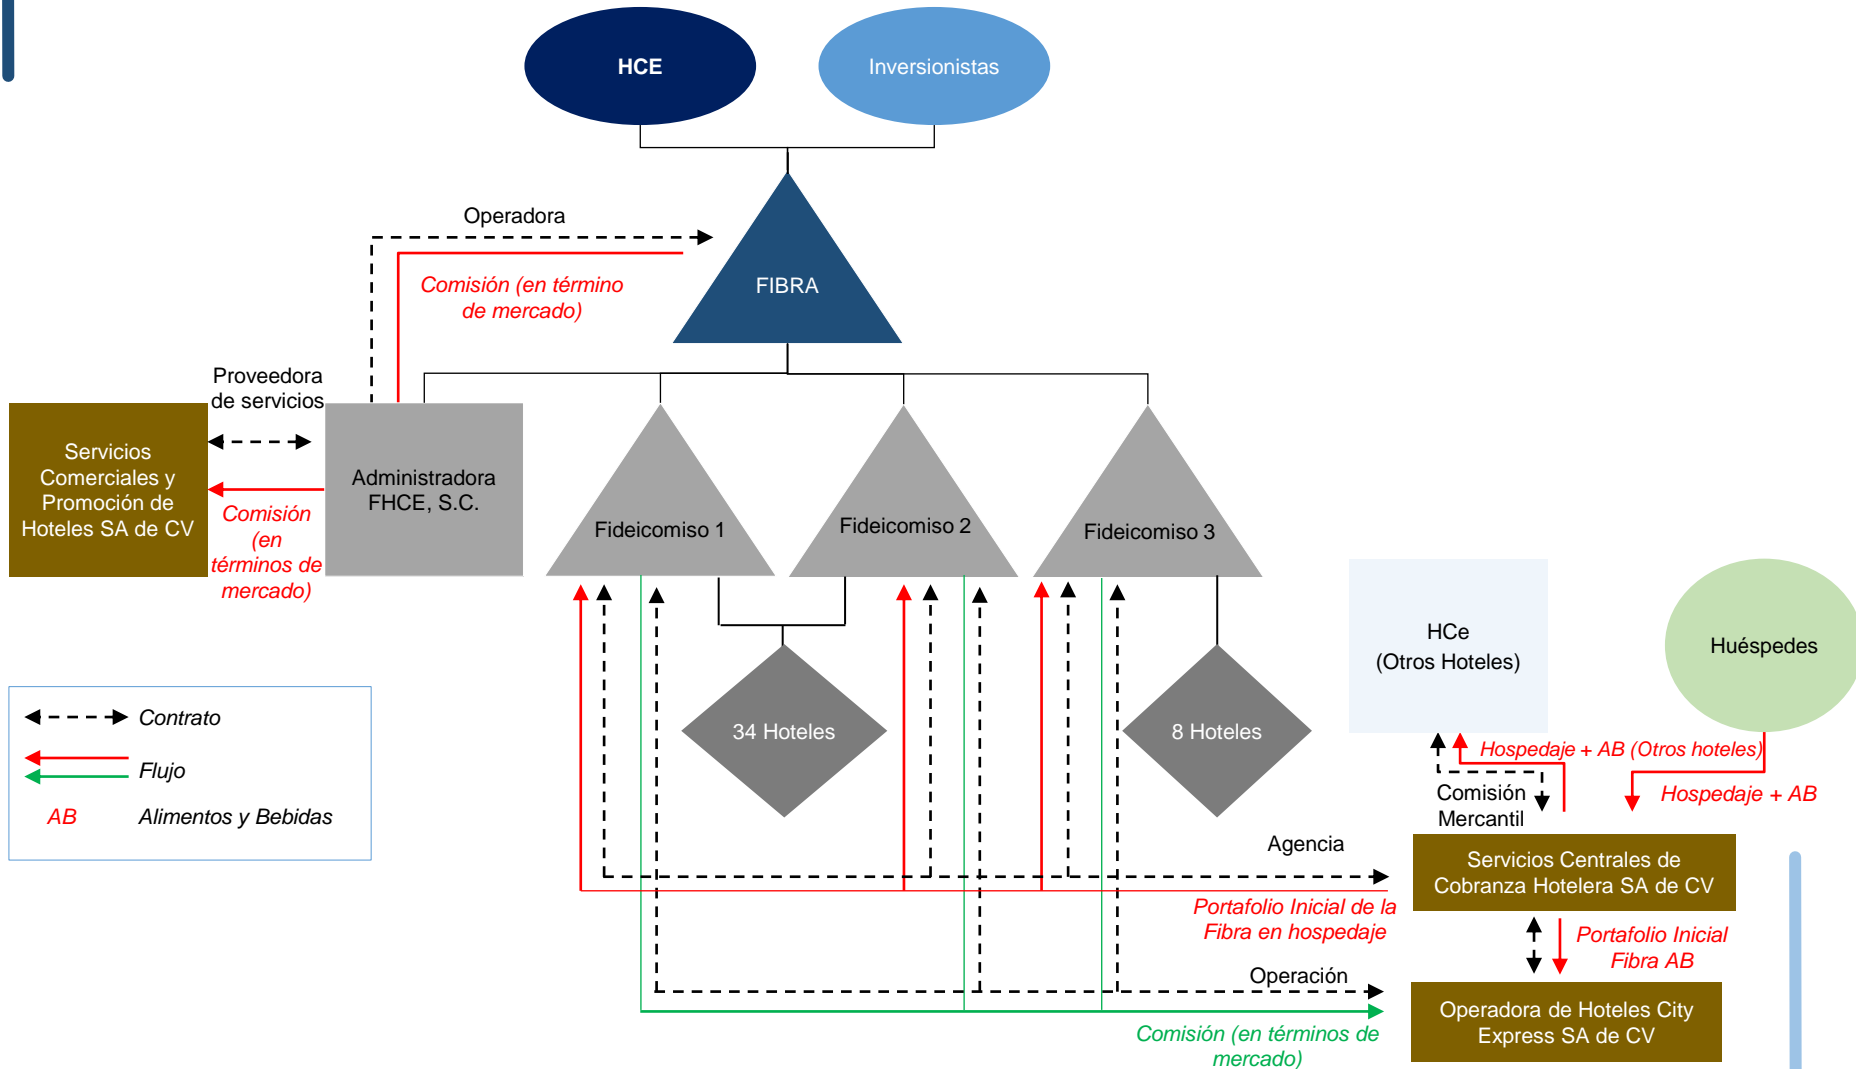 HCE
Inversionistas
Operadora
Comisión (en término
de mercado)
FIBRA
Proveedora
de servicios
Servicios
Comerciales y
Promoción de
Hoteles SA de CV
Comisión
(en
términos de
mercado)
Administradora
FHCE, S.C.
Fideicomiso 1
Fideicomiso 2
Fideicomiso 3
34 Hoteles
8 Hoteles
HCe
(Otros Hoteles)
Huéspedes
Contrato
Flujo
AB
Alimentos y Bebidas
Hospedaje + AB (Otros hoteles)
Hospedaje + AB
Comisión
Mercantil
Agencia
Servicios Centrales de
Cobranza Hotelera SA de CV
Portafolio Inicial de la
Fibra en hospedaje
Portafolio Inicial
Fibra AB
Operación
Operadora de Hoteles City
Express SA de CV
Comisión (en términos de
mercado)